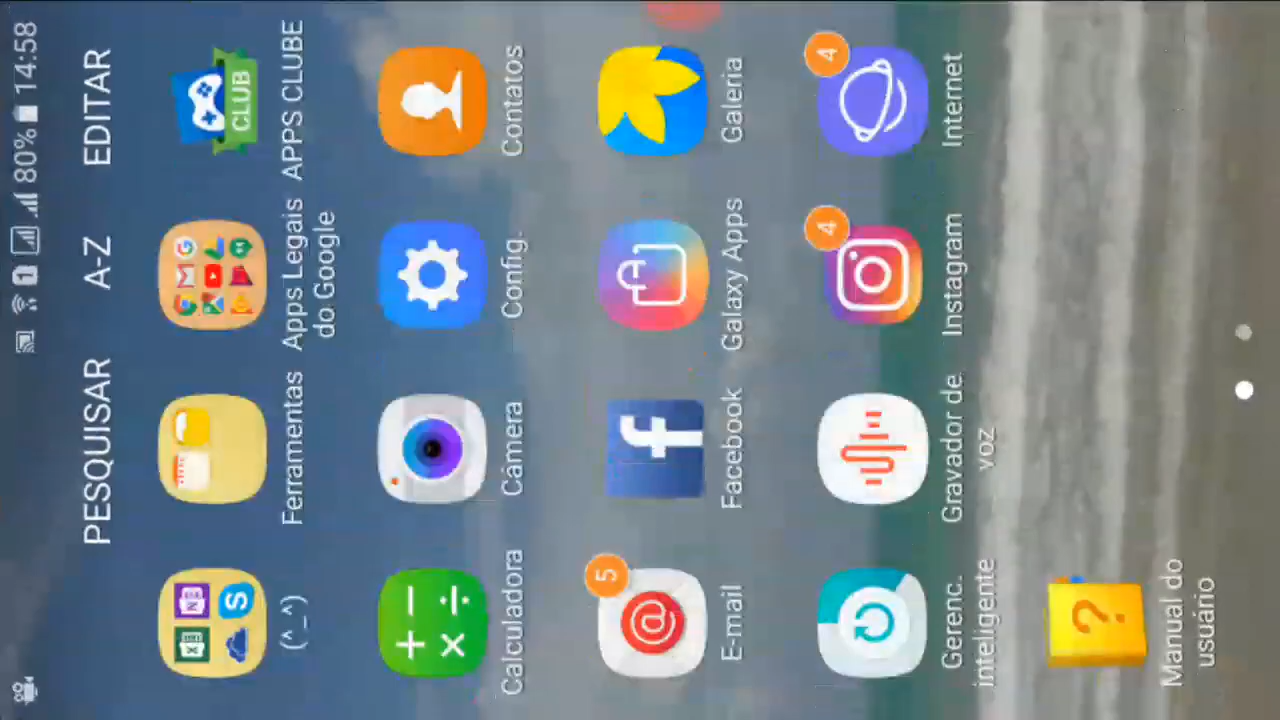 80% 14:58
PESQUISAR A-Z EDITAR
CLUB
(^_^)
Ferramentas
Apps Legais
do Google
APPS CLUBE
Calculadora
Câmera
Config.
Contatos
5
E-mail
Facebook
Galaxy Apps
Galeria
4
4
Gerenc.
inteligente
Gravador de
voz
Instagram
Internet
Manual do
usuário